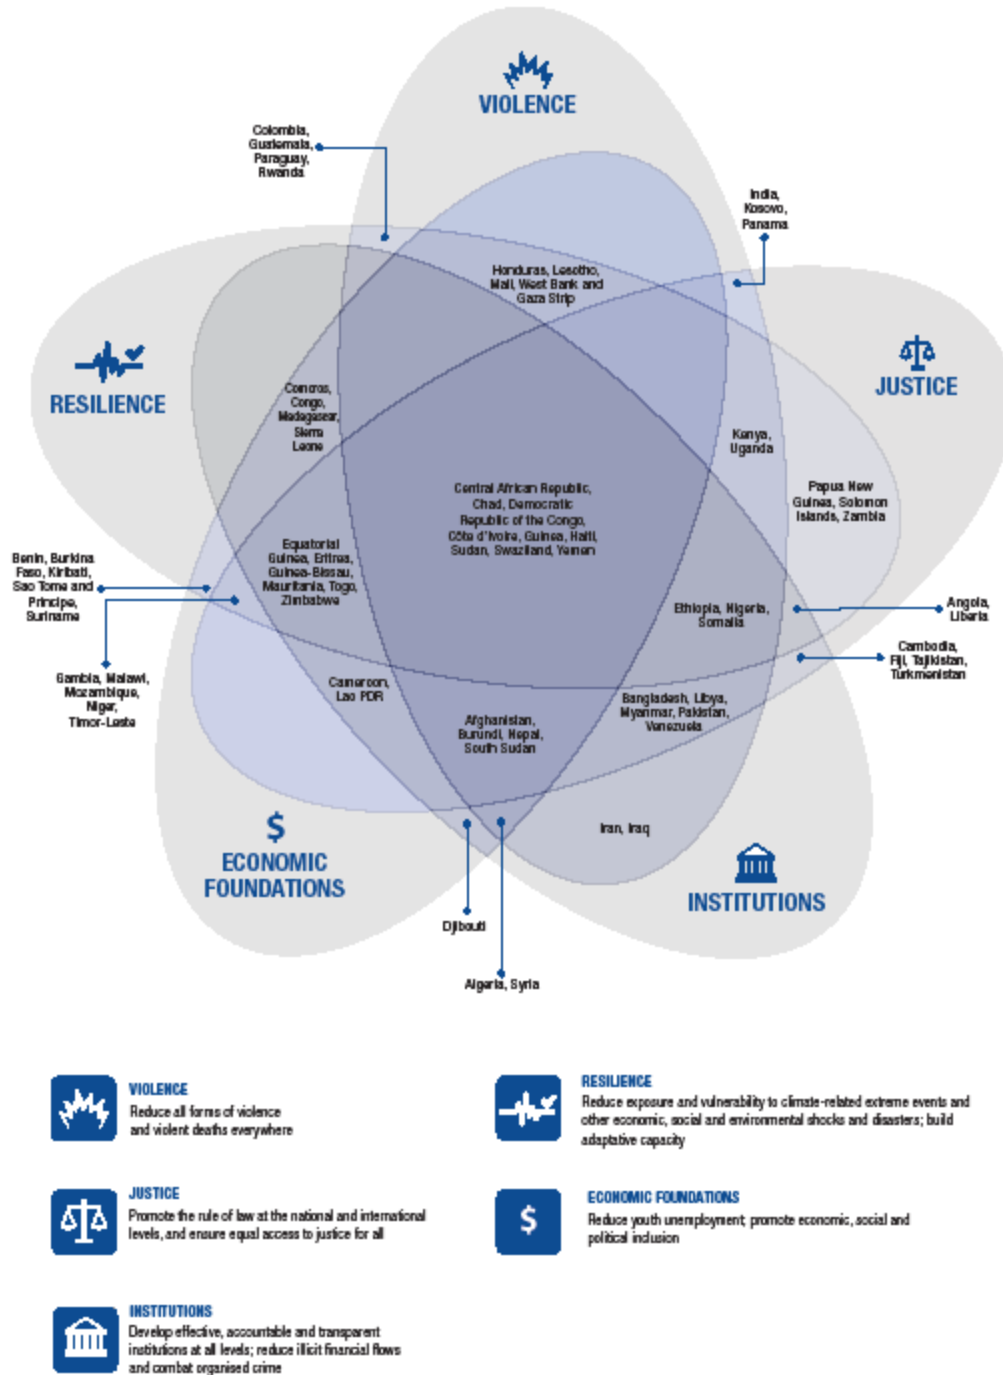 VIOLENCE
Colombia,
Guatemala,
Paraguay,
Rwanda
India,
Kosovo,
Panama
Honduras, Lesotho,
Mali, West Bank and
Gaza Strip
RESILIENCE
JUSTICE
Comoros,
Congo,
Madagascar,
Sierra
Leone
Kenya,
Uganda
Papua New
Guinea, Solomon
Islands, Zambia
Central African Republic,
Chad, Democratic
Republic of the Congo,
Côte d'Ivoire, Guinea, Haiti,
Sudan, Swaziland, Yemen
Equatorial
Guinea, Eritrea,
Guinea-Bissau,
Mauritania, Togo,
Zimbabwe
Benin, Burkina
Faso, Kiribati,
Sao Tome and
Principe,
Suriname
Ethiopia, Nigeria,
Somalia
Angola,
Liberia
Cambodia,
Fiji, Tajikistan,
Turkmenistan
Gambia, Malawi,
Mozambique,
Niger,
Timor-Leste
Cameroon,
Lao PDR
Bangladesh, Libya,
Myanmar, Pakistan,
Venezuela
Afghanistan,
Burundi, Nepal,
South Sudan
$
ECONOMIC
FOUNDATIONS
Iran, Iraq
INSTITUTIONS
Djibouti
Algeria, Syria
VIOLENCE
Reduce all forms of violence
and violent deaths everywhere
RESILIENCE
Reduce exposure and vulnerability to climate-related extreme events and
other economic, social and environmental shocks and disasters; build
adaptative capacity
JUSTICE
Promote the rule of law at the national and international
levels, and ensure equal access to justice for all
$
ECONOMIC FOUNDATIONS
Reduce youth unemployment; promote economic, social and
political inclusion
INSTITUTIONS
Develop effective, accountable and transparent
institutions at all levels; reduce illicit financial flows
and combat organised crime